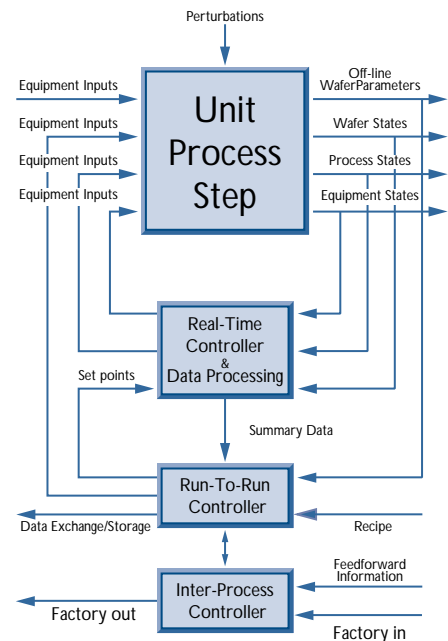 Perturbations
Equipment Inputs
Off-line
WaferParameters
Unit
Process
Step
Equipment Inputs
Wafer States
Equipment Inputs
Process States
Equipment Inputs
Equipment States
Real-Time
Controller
&
Data Processing
Set points
Summary Data
Run-To-Run
Controller
Data Exchange/Storage
Recipe
Inter-Process
Controller
Feedforward
Information
Factory out
Factory in